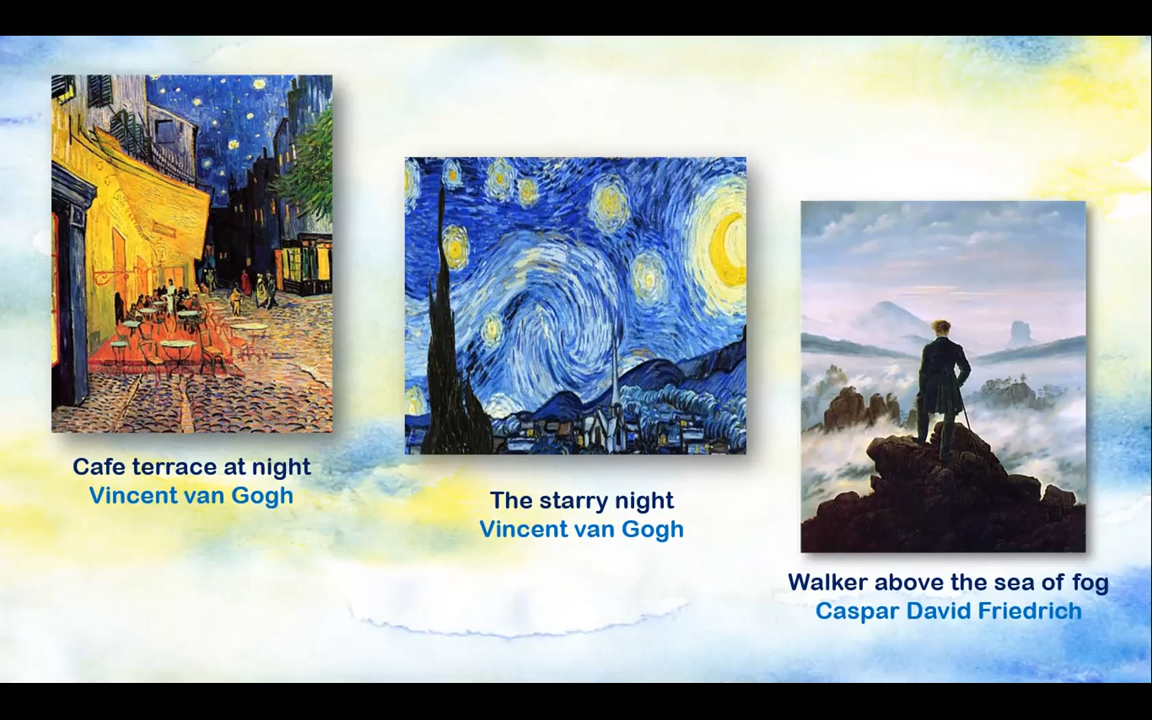 Cafe terrace at night
Vincent van Gogh
The starry night
Vincent van Gogh
Walker above the sea of fog
Caspar David Friedrich